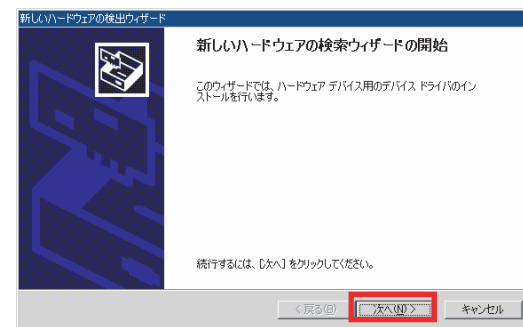 新しいハードウェアの検出ウィザード
新しいハードウェアの検索ウィザードの開始
このウィザードでは、ハードウェア デバイス用のデバイス ドライバのイン
ストールを行います。
続行するには、[次へ] をクリックしてください。
< 戻る(B) 次へ(N) > キャンセル